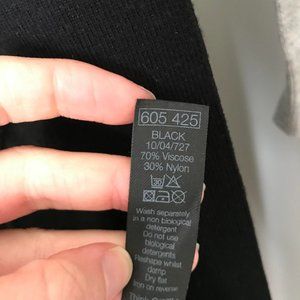 605 425
BLACK
10/04/727
70% Viscose
30% Nylon
Wash separately
in a non biological
detergent
Do not use
biological
detergents
Reshape whilst
damp
Dry flat
Iron on reverse